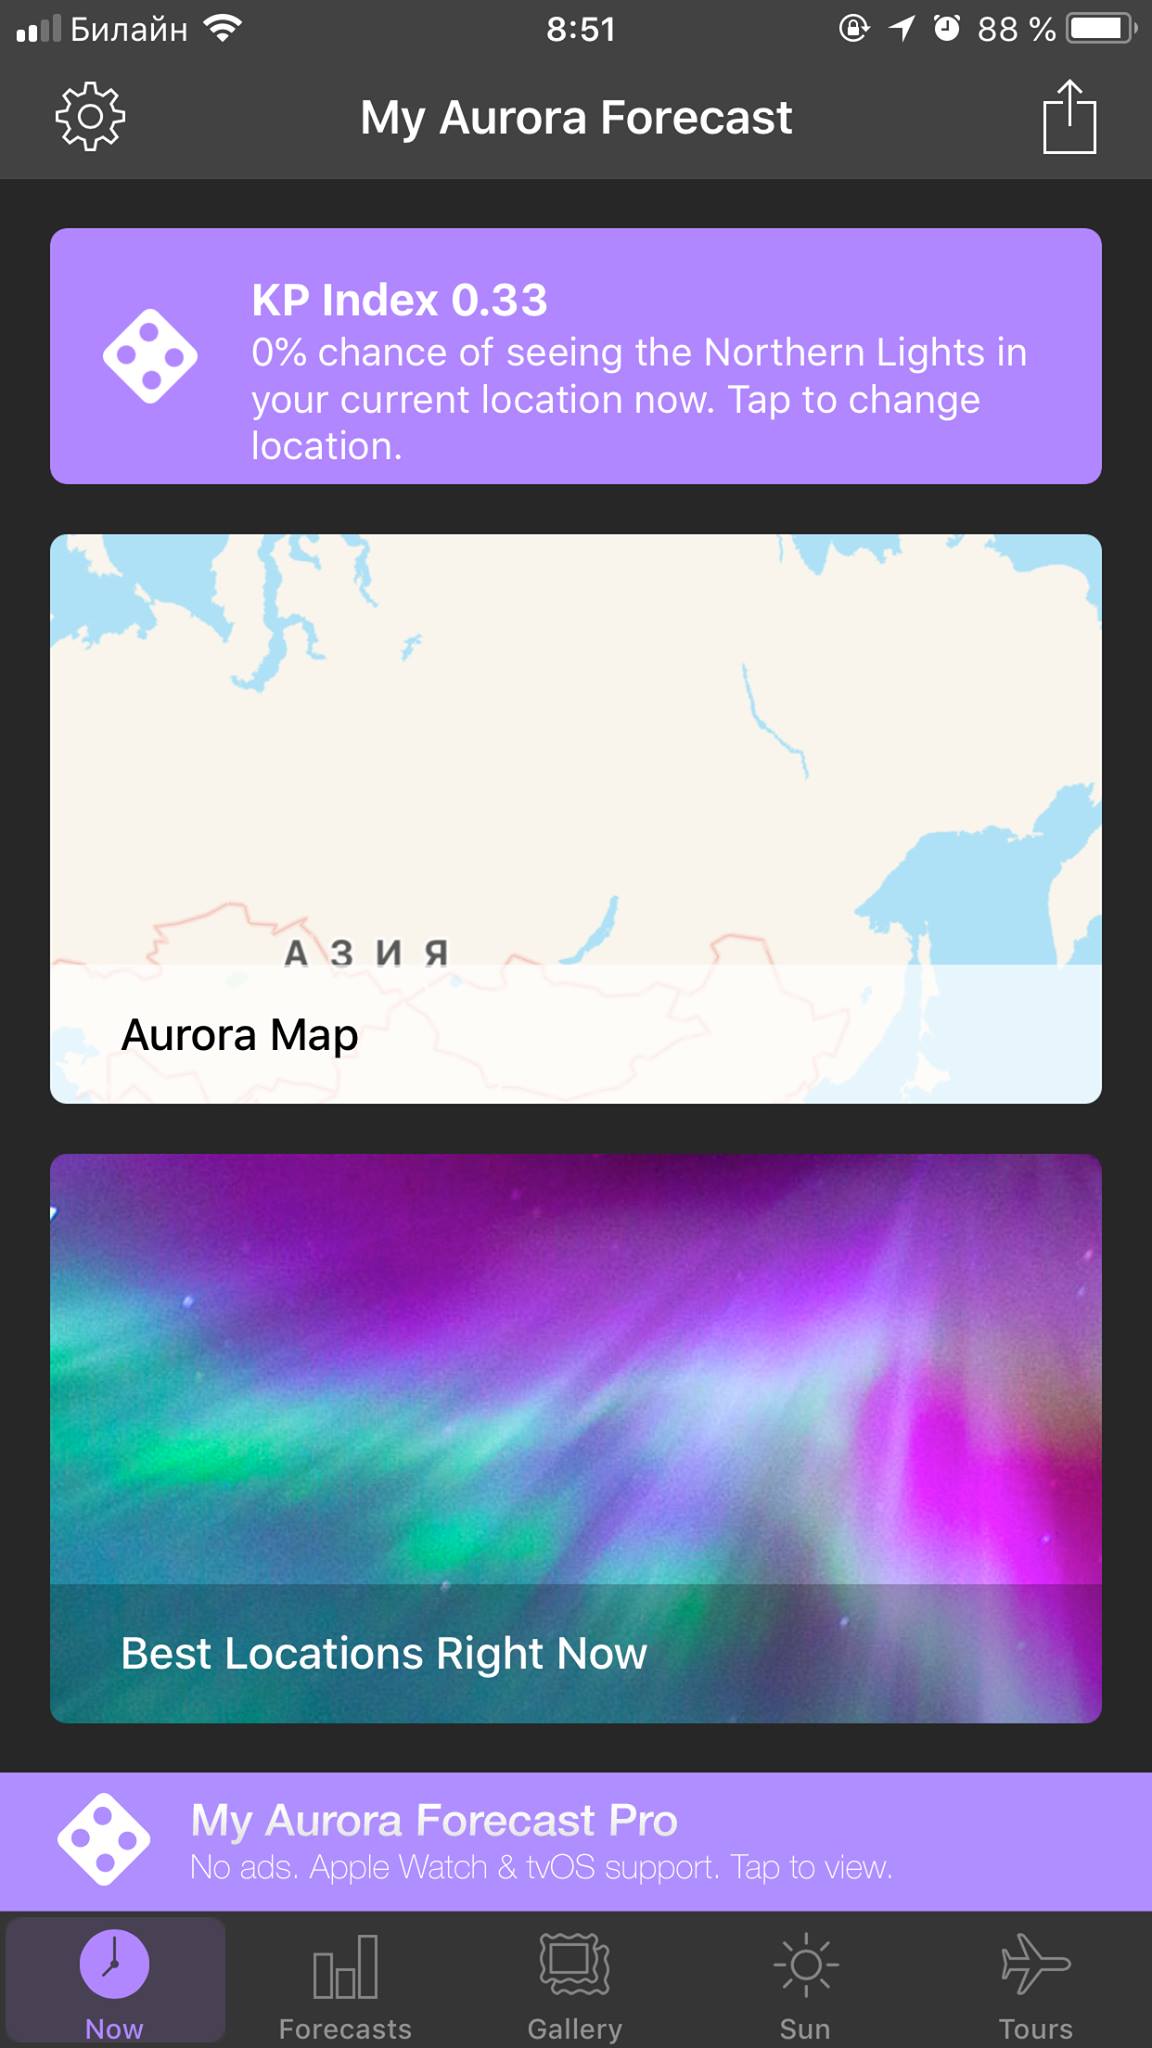 Билайн 8:51 88 %
My Aurora Forecast
KP Index 0.33
0% chance of seeing the Northern Lights in
your current location now. Tap to change
location.
АЗИЯ
Aurora Map
Best Locations Right Now
My Aurora Forecast Pro
No ads. Apple Watch & tvOS support. Tap to view.
Now Forecasts Gallery Sun Tours